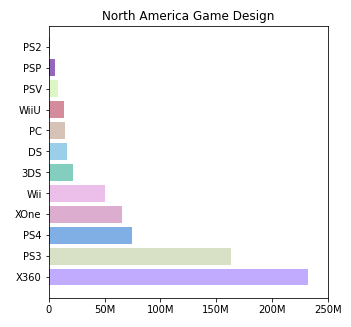 North America Game Design
PS2
PSP
PSV
WiiU
PC
DS
3DS
Wii
XOne
PS4
PS3
X360
0 50M 100M 150M 200M 250M